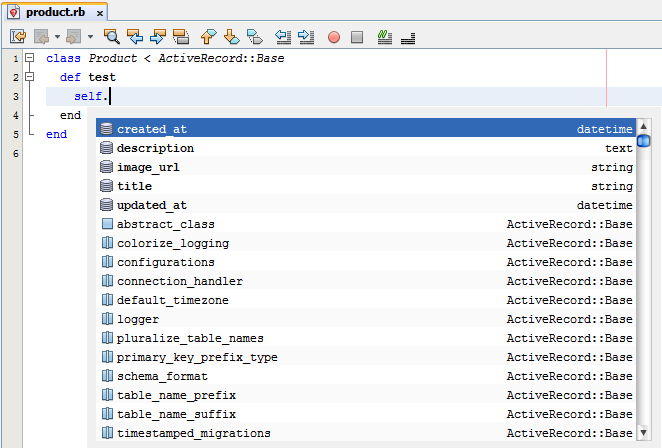 product.rb
1 class Product < ActiveRecord::Base
2 def test
3 self.
4 end
5 end
6
created_at datetime
description text
image_url string
title string
updated_at datetime
abstract_class ActiveRecord::Base
colorize_logging ActiveRecord::Base
configurations ActiveRecord::Base
connection_handler ActiveRecord::Base
default_timezone ActiveRecord::Base
logger ActiveRecord::Base
pluralize_table_names ActiveRecord::Base
primary_key_prefix_type ActiveRecord::Base
schema_format ActiveRecord::Base
table_name_prefix ActiveRecord::Base
table_name_suffix ActiveRecord::Base
timestamped_migrations ActiveRecord::Base